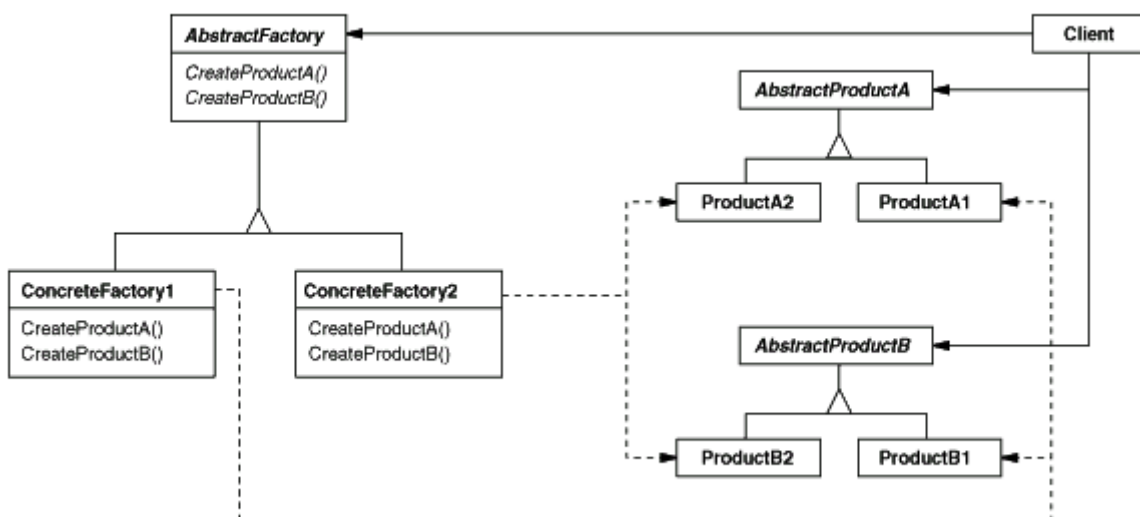 AbstractFactory
CreateProductA()
CreateProductB()
Client
AbstractProductA
ProductA2
ProductA1
ConcreteFactory1
CreateProductA()
CreateProductB()
ConcreteFactory2
CreateProductA()
CreateProductB()
AbstractProductB
ProductB2
ProductB1